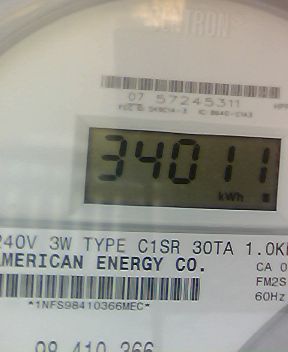 07 57245311
34011
kWh
240V 3W TYPE C1SR 30TA 1.0K
AMERICAN ENERGY CO.
CA 0
FM2S
60Hz
*1NFS98410366MEC*
98 410 366